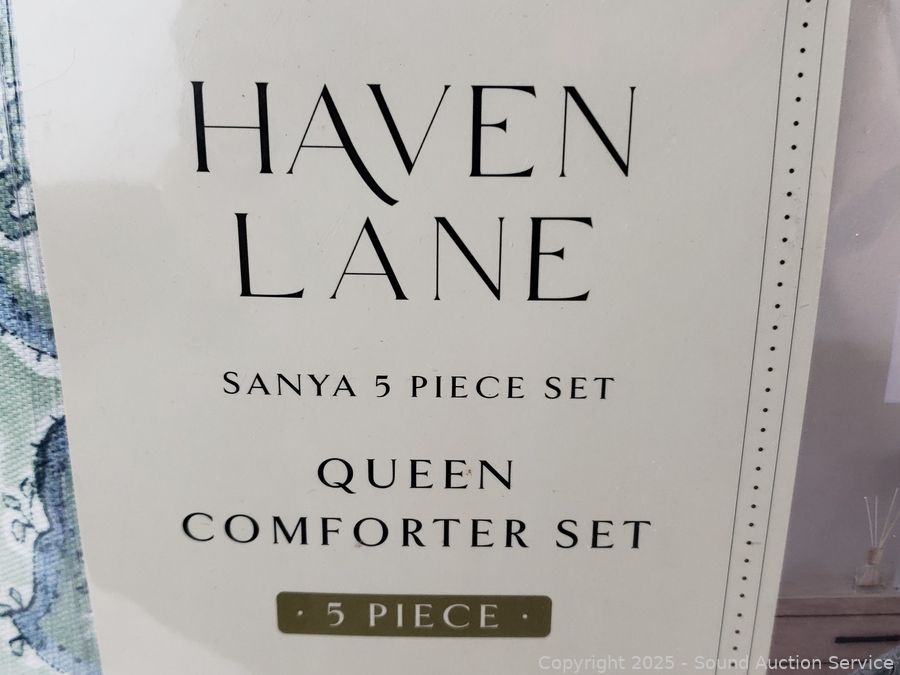 HAVEN
LANE
SANYA 5 PIECE SET
QUEEN
COMFORTER SET
· 5 PIECE ·
Copyright 2025 - Sound Auction Service